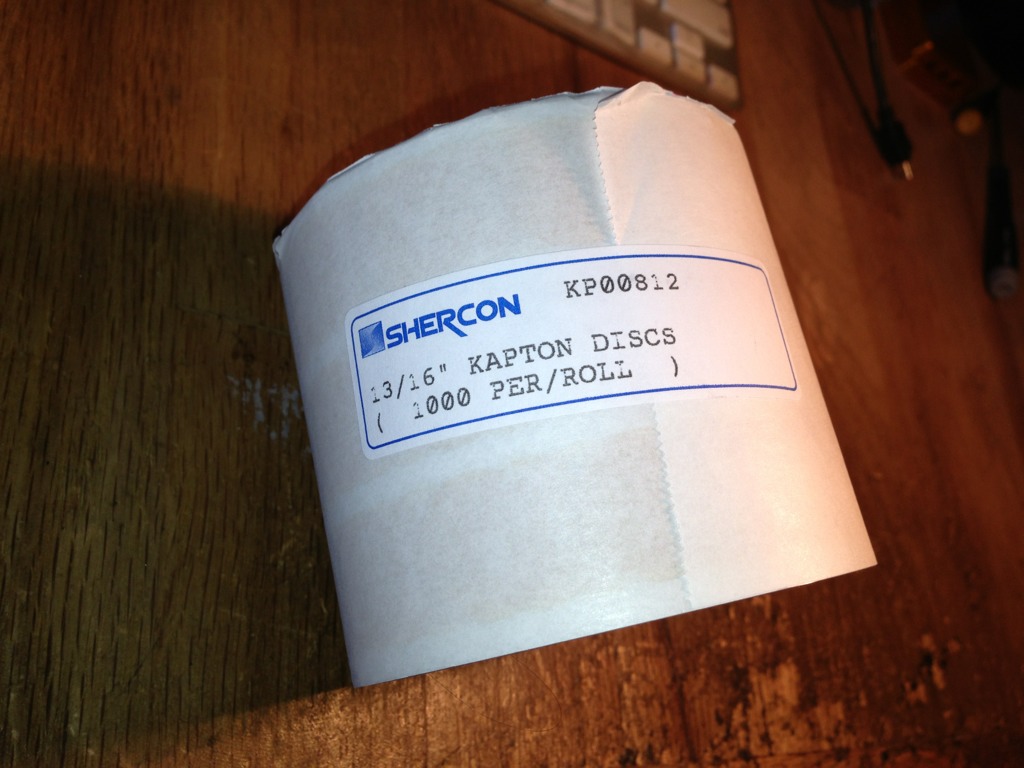 SHERCON KP00812
13/16" KAPTON DISCS
( 1000 PER/ROLL )